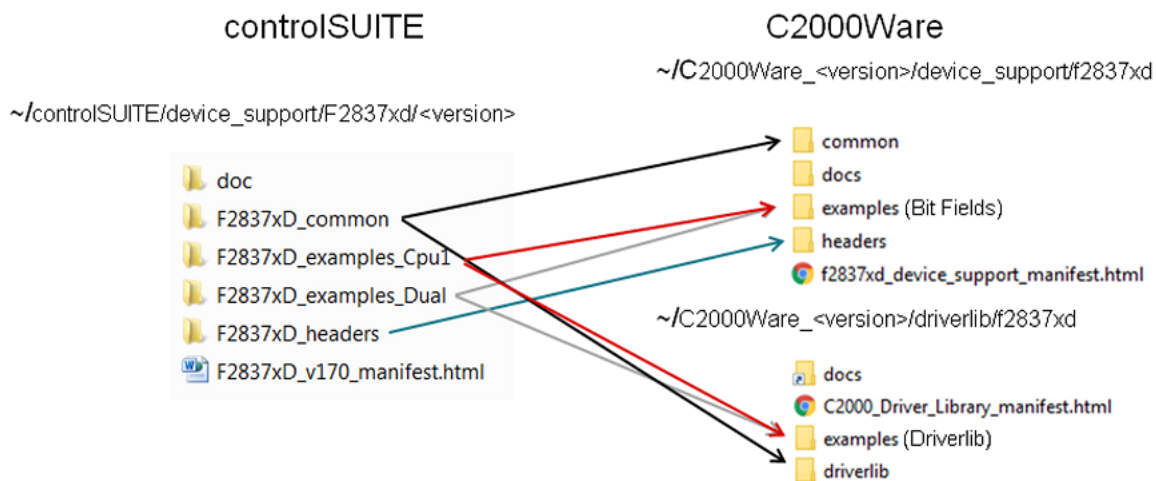 controlSUITE
C2000Ware
~/C2000Ware_<version>/device_support/f2837xd
~/controlSUITE/device_support/F2837xd/<version>
doc
F2837xD_common
F2837xD_examples_Cpu1
F2837xD_examples_Dual
F2837xD_headers
F2837xD_v170_manifest.html
common
docs
examples (Bit Fields)
headers
f2837xd_device_support_manifest.html
~/C2000Ware_<version>/driverlib/f2837xd
docs
C2000_Driver_Library_manifest.html
examples (Driverlib)
driverlib